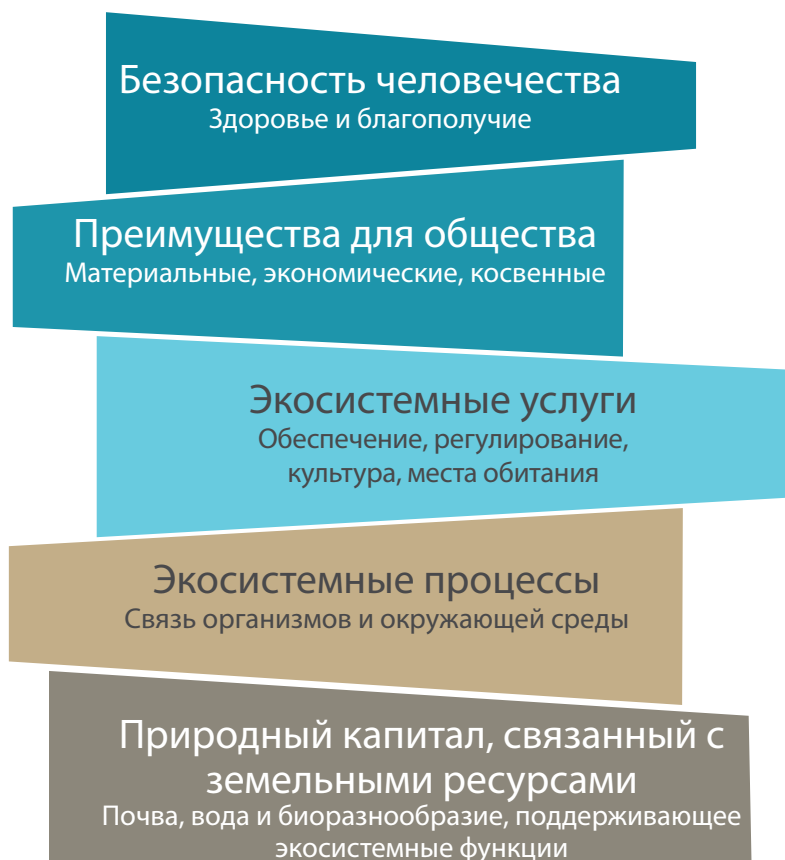 Безопасность человечества
Здоровье и благополучие
Преимущества для общества
Материальные, экономические, косвенные
Экосистемные услуги
Обеспечение, регулирование,
культура, места обитания
Экосистемные процессы
Связь организмов и окружающей среды
Природный капитал, связанный с
земельными ресурсами
Почва, вода и биоразнообразие, поддерживающее
экосистемные функции